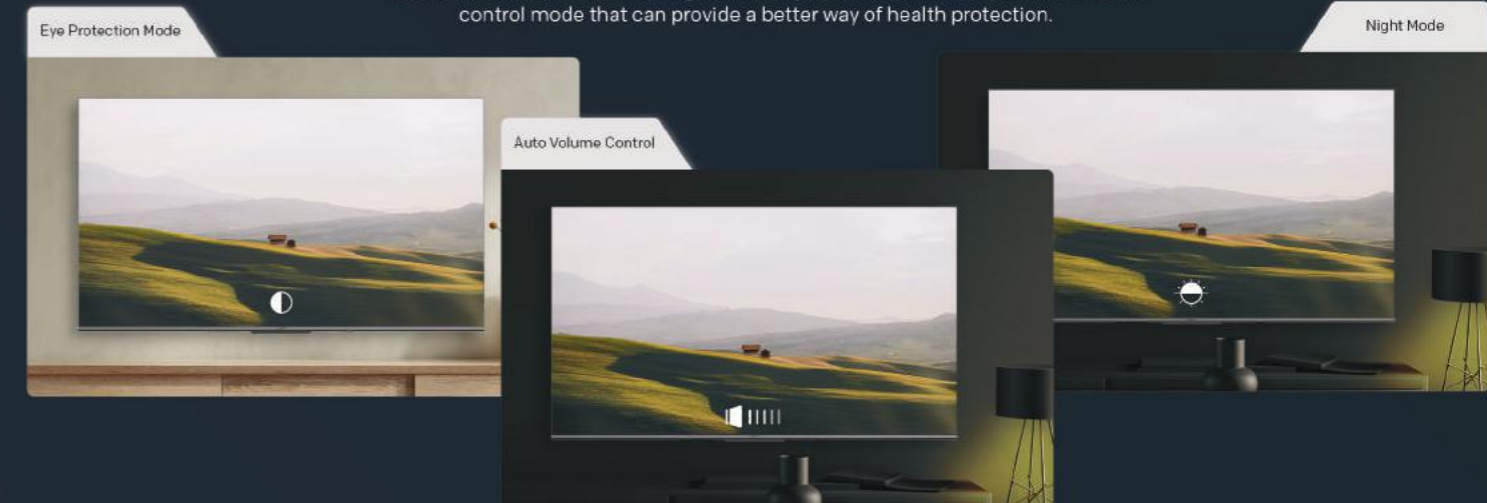 control mode that can provide a better way of health protection.
Eye Protection Mode
Night Mode
Auto Volume Control